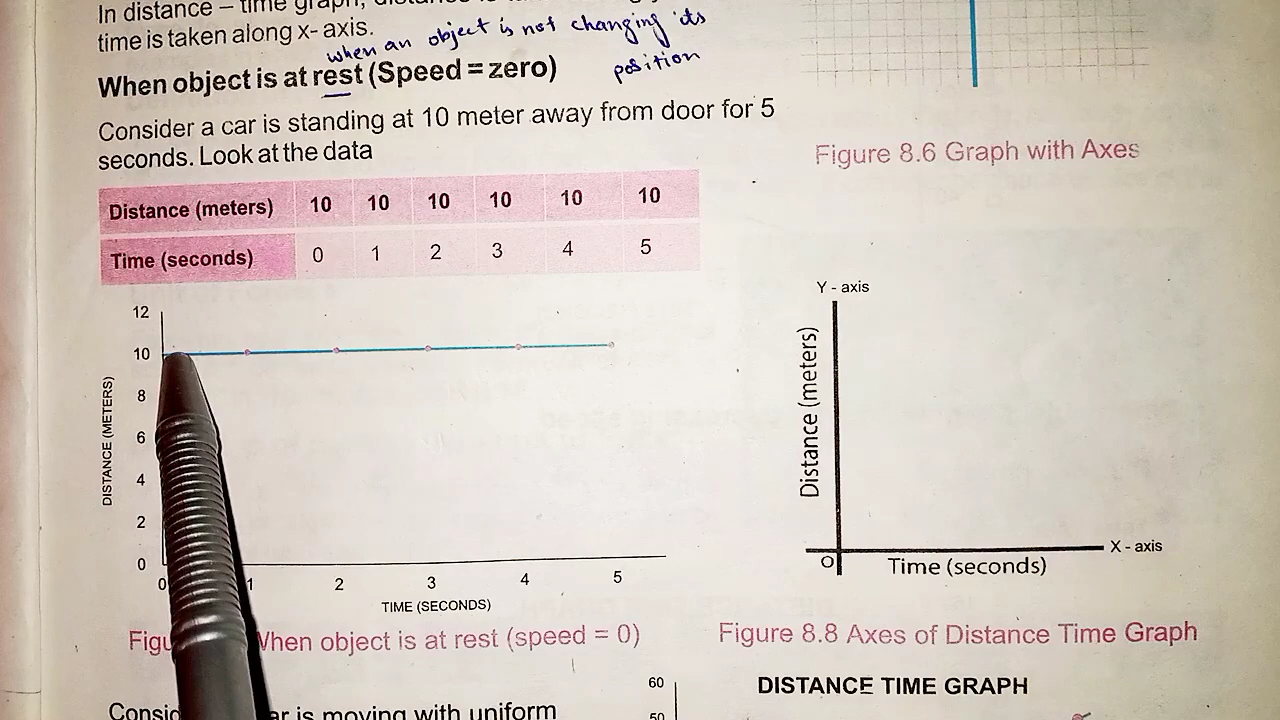 In distance – time graph,
time is taken along x- axis.
when an object is not changing its
position
When object is at rest (Speed = zero)
Consider a car is standing at 10 meter away from door for 5
seconds. Look at the data
Distance (meters) 10 10 10 10 10 10
Time (seconds) 0 1 2 3 4 5
12
10
8
6
4
2
0
DISTANCE (METERS)
0 1 2 3 4 5
TIME (SECONDS)
When object is at rest (speed = 0)
is moving with uniform
Figure 8.6 Graph with Axes
Y - axis
Distance (meters)
O
X - axis
Time (seconds)
Figure 8.8 Axes of Distance Time Graph
DISTANCE TIME GRAPH
60
50